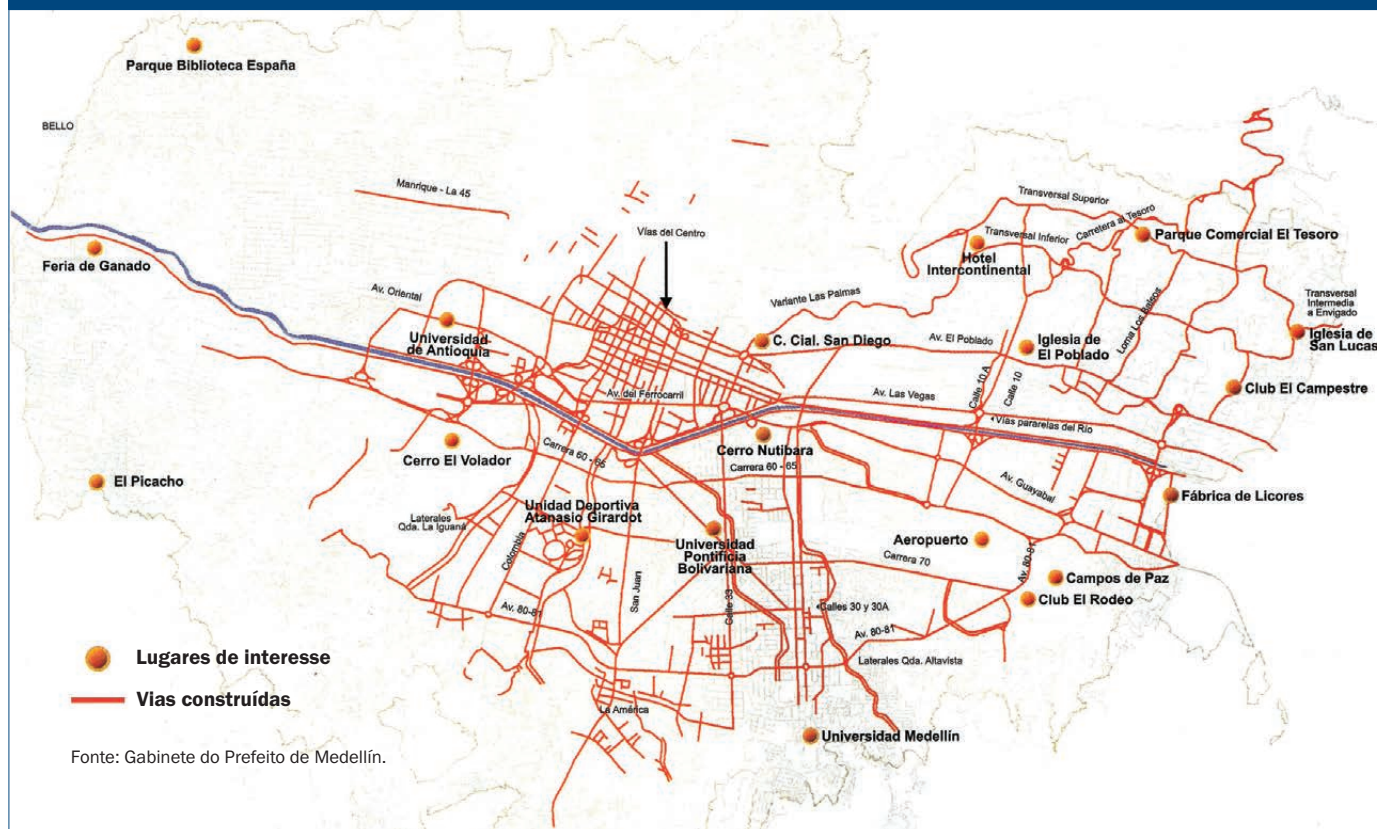 Parque Biblioteca España
BELLO
Manrique - La 45
Vías del Centro
Transversal Superior
Carretera al Tesoro
Transversal Inferior
Parque Comercial El Tesoro
Hotel
Intercontinental
Feria de Ganado
Av. Oriental
Variante Las Palmas
Transversal
Intermedia
a Envigado
Universidad
de Antioquia
C. Cial. San Diego
Av. El Poblado
Iglesia de
El Poblado
Loma Los Balsos
Iglesia de
San Lucas
Calle 10 A
Calle 10
Club El Campestre
Av. del Ferrocarril
Av. Las Vegas
Vías pararelas del Río
Cerro El Volador
Carrera 60 - 65
Cerro Nutibara
Carrera 60 - 65
Av. Guayabal
El Picacho
Fábrica de Licores
Laterales
Qda. La Iguaná
Unidad Deportiva
Atanasio Girardot
Colombia
San Juan
Universidad
Pontificia
Bolivariana
Calle 33
Aeropuerto
Carrera 70
Av. 80-81
Campos de Paz
Club El Rodeo
Av. 80-81
Calles 30 y 30A
Av. 80-81
Laterales Qda. Altavista
La América
Universidad Medellín
Lugares de interesse
Vias construídas
Fonte: Gabinete do Prefeito de Medellín.